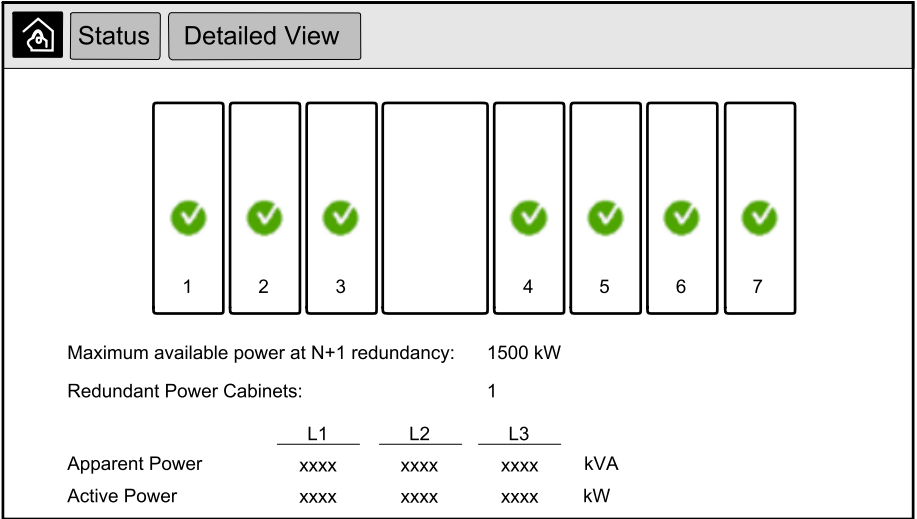 Status Detailed View
1 2 3 4 5 6 7
Maximum available power at N+1 redundancy: 1500 kW
Redundant Power Cabinets: 1
L1 L2 L3
Apparent Power xxxx xxxx xxxx kVA
Active Power xxxx xxxx xxxx kW